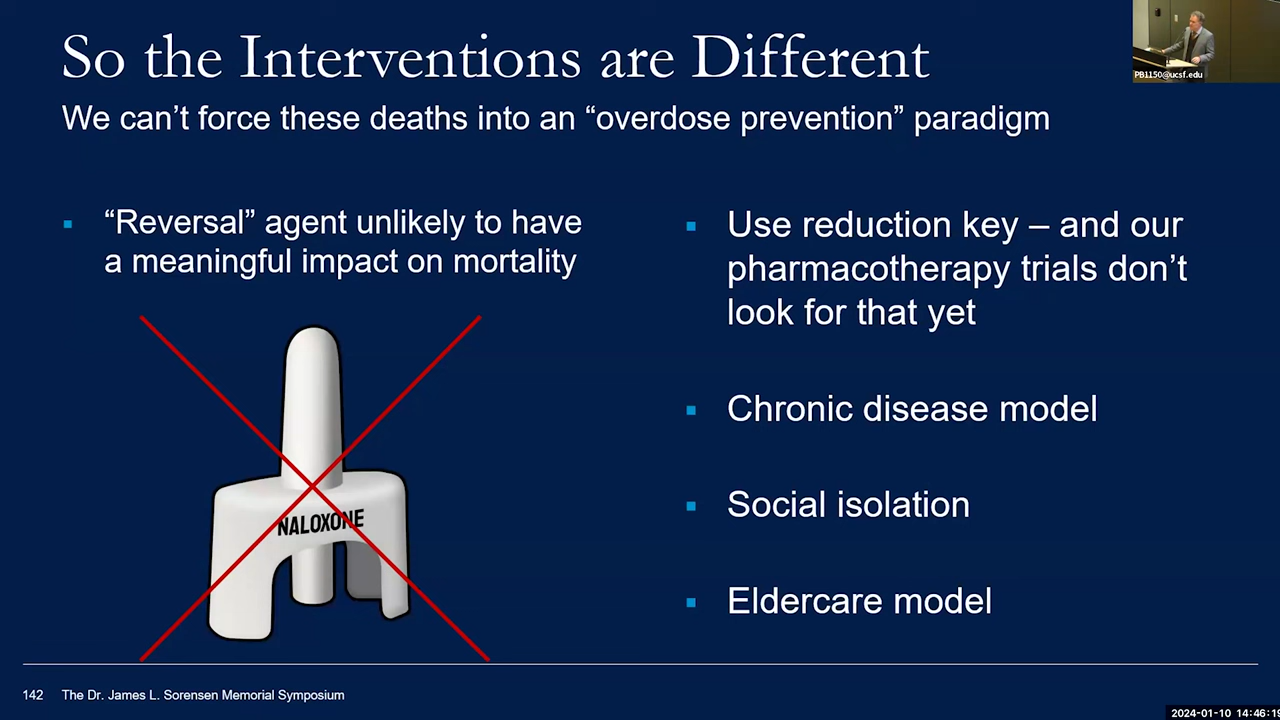 So the Interventions are Different
We can’t force these deaths into an “overdose prevention” paradigm
PB1150@ucsf.edu
“Reversal” agent unlikely to have
a meaningful impact on mortality
NALOXONE
Use reduction key – and our
pharmacotherapy trials don’t
look for that yet
Chronic disease model
Social isolation
Eldercare model
142 The Dr. James L. Sorensen Memorial Symposium
2024-01-10 14:46:19